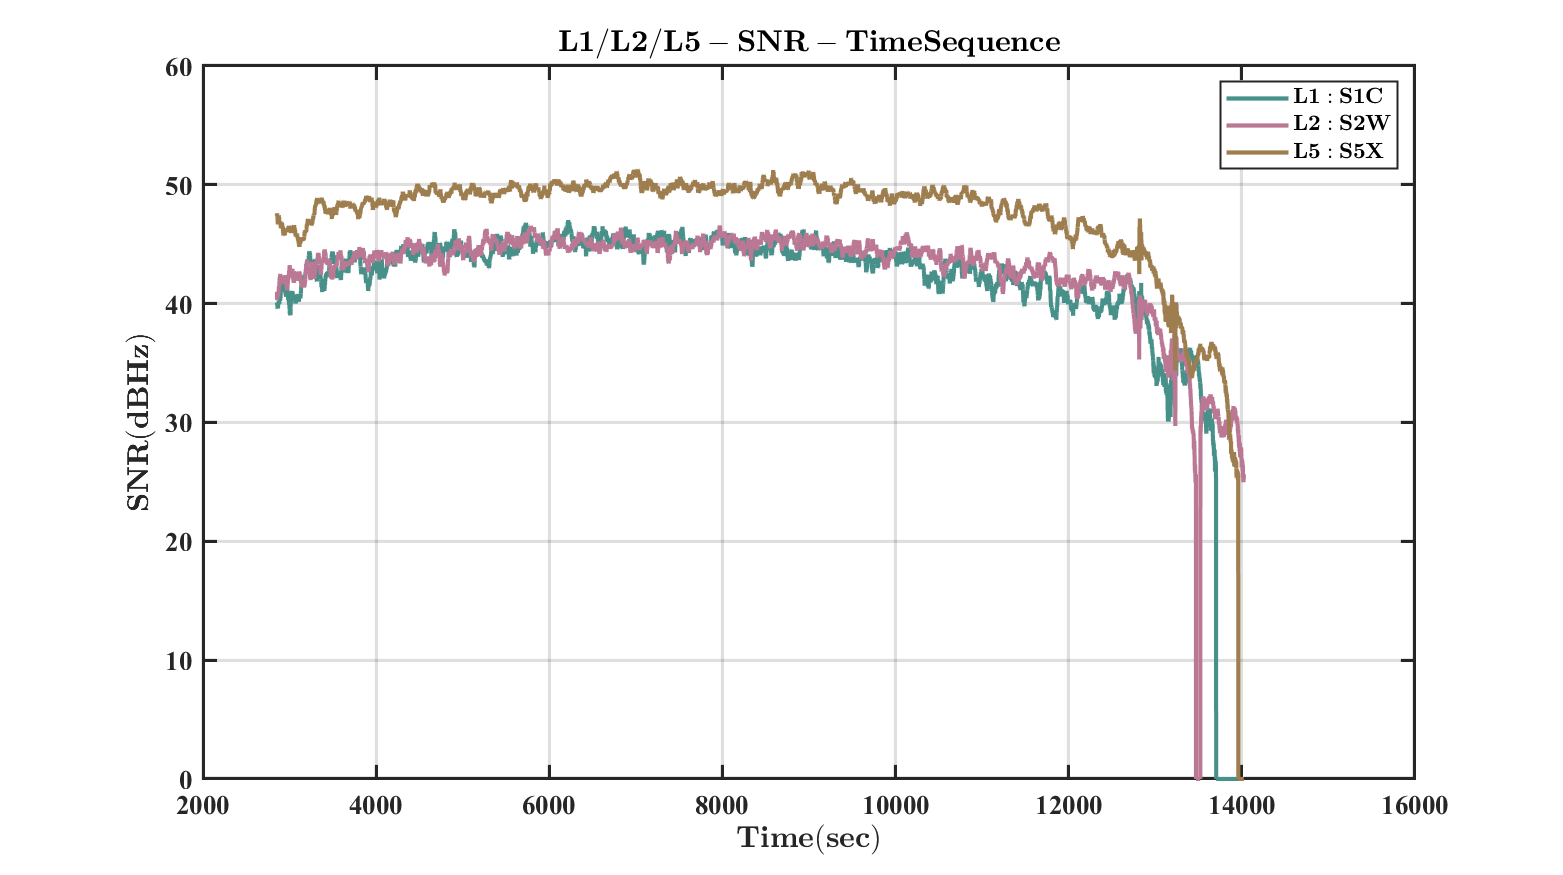 L1/L2/L5 − SNR − TimeSequence
60
50
40
30
20
10
0
SNR(dBHz)
L1 : S1C
L2 : S2W
L5 : S5X
2000 4000 6000 8000 10000 12000 14000 16000
Time(sec)